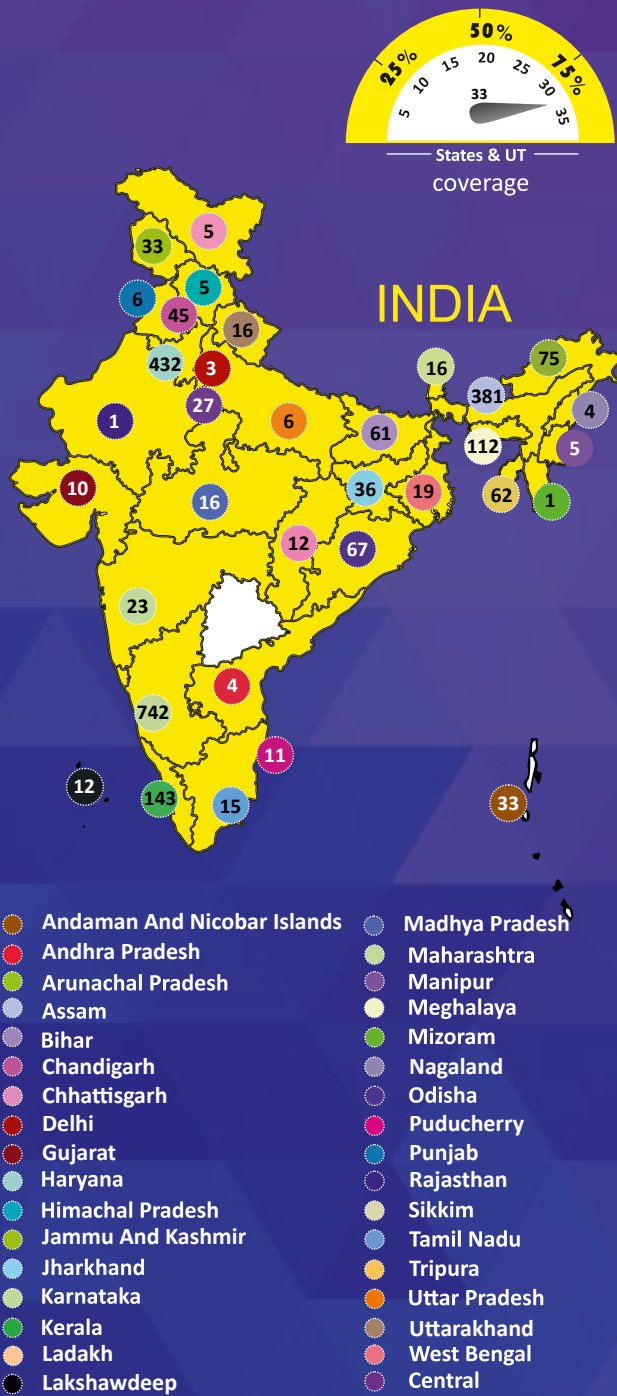 50%
25%
75%
5
10
15
20
25
30
35
33
States & UT
coverage
INDIA
5
33
5
6
45
16
432
3
16
75
381
4
27
1
6
61
112
5
10
16
36
19
62
1
12
67
23
4
742
11
12
143
15
33
Andaman And Nicobar Islands
Andhra Pradesh
Arunachal Pradesh
Assam
Bihar
Chandigarh
Chhattisgarh
Delhi
Gujarat
Haryana
Himachal Pradesh
Jammu And Kashmir
Jharkhand
Karnataka
Kerala
Ladakh
Lakshawdeep
Madhya Pradesh
Maharashtra
Manipur
Meghalaya
Mizoram
Nagaland
Odisha
Puducherry
Punjab
Rajasthan
Sikkim
Tamil Nadu
Tripura
Uttar Pradesh
Uttarakhand
West Bengal
Central